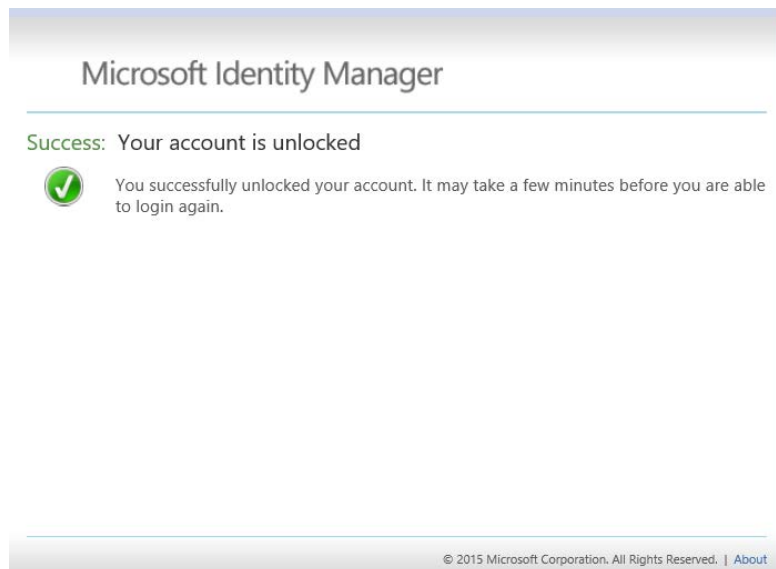 Microsoft Identity Manager
Success: Your account is unlocked
You successfully unlocked your account. It may take a few minutes before you are able
to login again.
© 2015 Microsoft Corporation. All Rights Reserved. | About